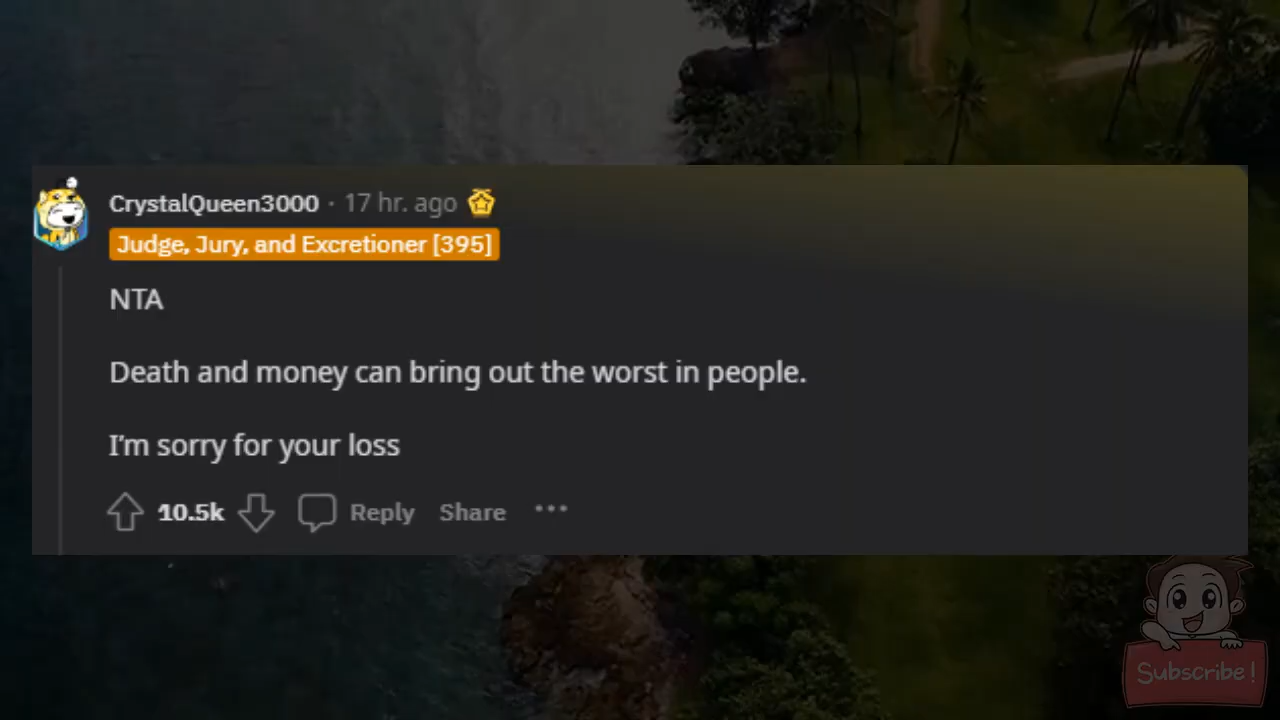 CrystalQueen3000 · 17 hr. ago
Judge, Jury, and Excretioner [395]
NTA
Death and money can bring out the worst in people.
I'm sorry for your loss
10.5k Reply Share ...
Subscribe!